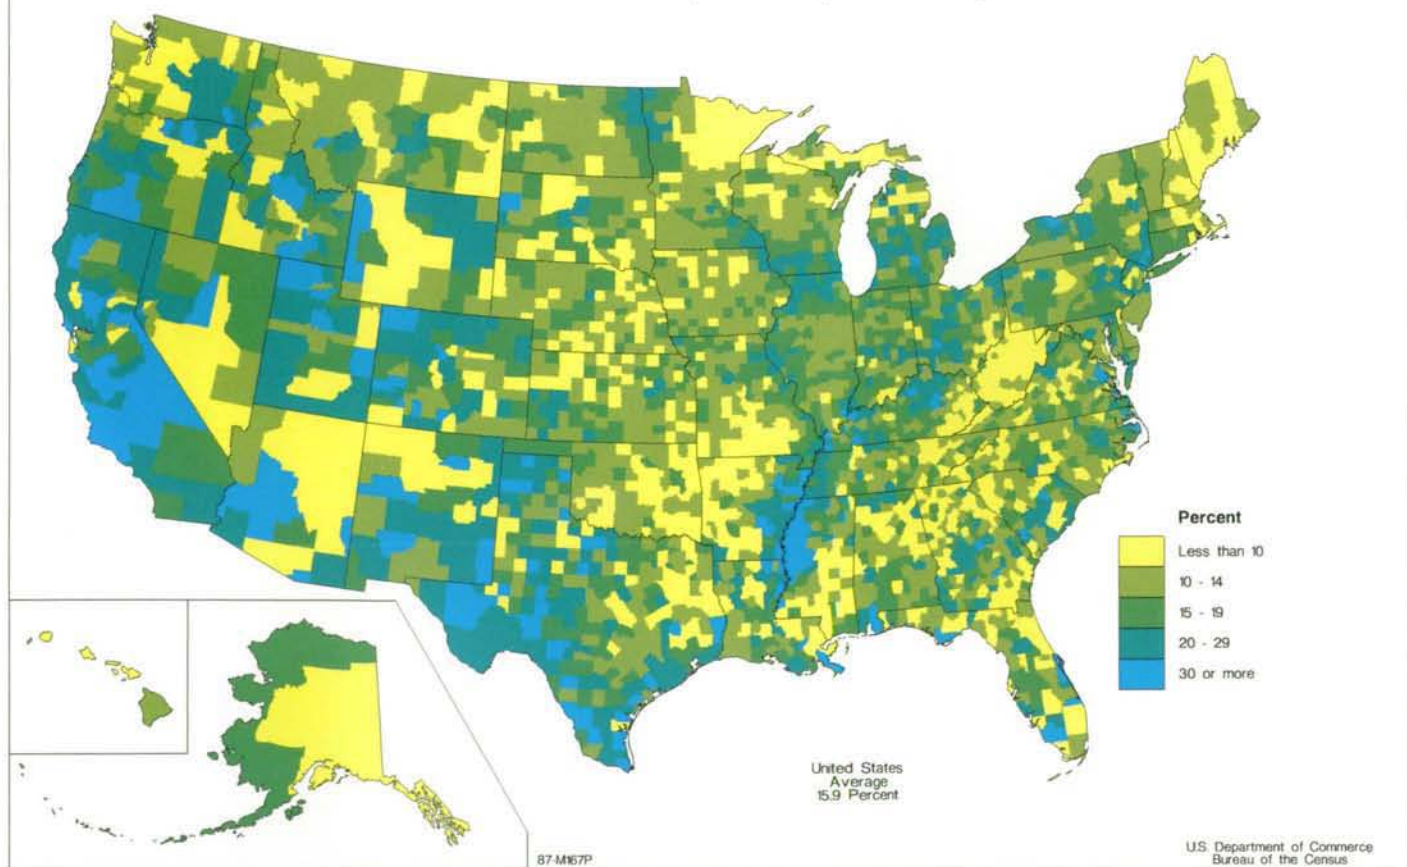 Percent
Less than 10
10 - 14
15 - 19
20 - 29
30 or more
United States
Average
15.9 Percent
87-M167P
U.S. Department of Commerce
Bureau of the Census